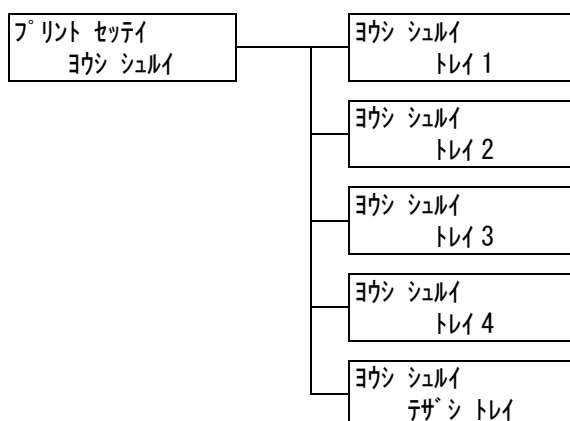 プリント セッテイ
ヨウシ シュルイ
ヨウシ シュルイ
トレイ 1
ヨウシ シュルイ
トレイ 2
ヨウシ シュルイ
トレイ 3
ヨウシ シュルイ
トレイ 4
ヨウシ シュルイ
テザシ トレイ